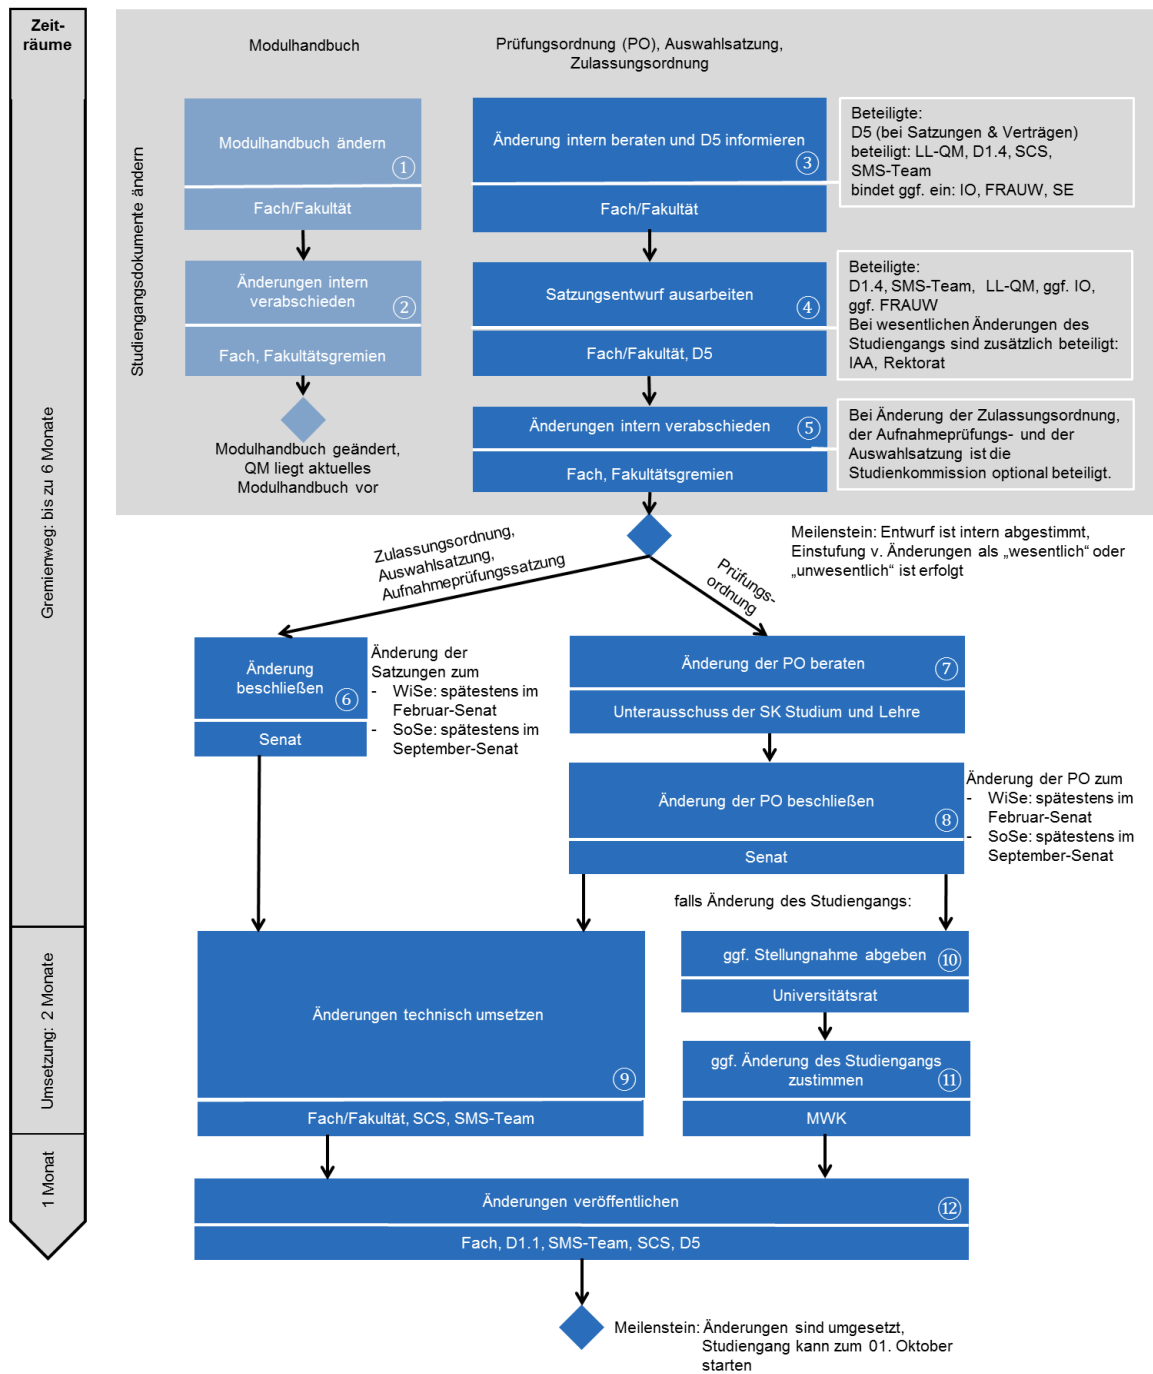 Zeit-
räume
Gremienweg: bis zu 6 Monate
Umsetzung: 2 Monate
1 Monat
Studiengangsdokumente ändern
Modulhandbuch
Prüfungsordnung (PO), Auswahlsatzung,
Zulassungsordnung
Modulhandbuch ändern
①
Fach/Fakultät
Änderungen intern
verabschieden
②
Fach, Fakultätsgremien
Modulhandbuch geändert,
QM liegt aktuelles
Modulhandbuch vor
Änderung intern beraten und D5 informieren
③
Fach/Fakultät
Beteiligte:
D5 (bei Satzungen & Verträgen)
beteiligt: LL-QM, D1.4, SCS,
SMS-Team
bindet ggf. ein: IO, FRAUW, SE
Satzungsentwurf ausarbeiten
④
Fach/Fakultät, D5
Beteiligte:
D1.4, SMS-Team, LL-QM, ggf. IO,
ggf. FRAUW
Bei wesentlichen Änderungen des
Studiengangs sind zusätzlich beteiligt:
IAA, Rektorat
Änderungen intern verabschieden
⑤
Fach, Fakultätsgremien
Bei Änderung der Zulassungsordnung,
der Aufnahmeprüfungs- und der
Auswahlsatzung ist die
Studienkommission optional beteiligt.
Meilenstein: Entwurf ist intern abgestimmt,
Einstufung v. Änderungen als „wesentlich“ oder
„unwesentlich“ ist erfolgt
Zulassungsordnung,
Auswahlsatzung,
Aufnahmeprüfungssatzung
Prüfungs-
ordnung
Änderung
beschließen
⑥
Senat
Änderung der
Satzungen zum
- WiSe: spätestens im
Februar-Senat
- SoSe: spätestens im
September-Senat
Änderung der PO beraten
⑦
Unterausschuss der SK Studium und Lehre
Änderung der PO beschließen
⑧
Senat
Änderung der PO zum
- WiSe: spätestens im
Februar-Senat
- SoSe: spätestens im
September-Senat
falls Änderung des Studiengangs:
Änderungen technisch umsetzen
⑨
Fach/Fakultät, SCS, SMS-Team
ggf. Stellungnahme abgeben
⑩
Universitätsrat
ggf. Änderung des Studiengangs
zustimmen
⑪
MWK
Änderungen veröffentlichen
⑫
Fach, D1.1, SMS-Team, SCS, D5
Meilenstein: Änderungen sind umgesetzt,
Studiengang kann zum 01. Oktober
starten